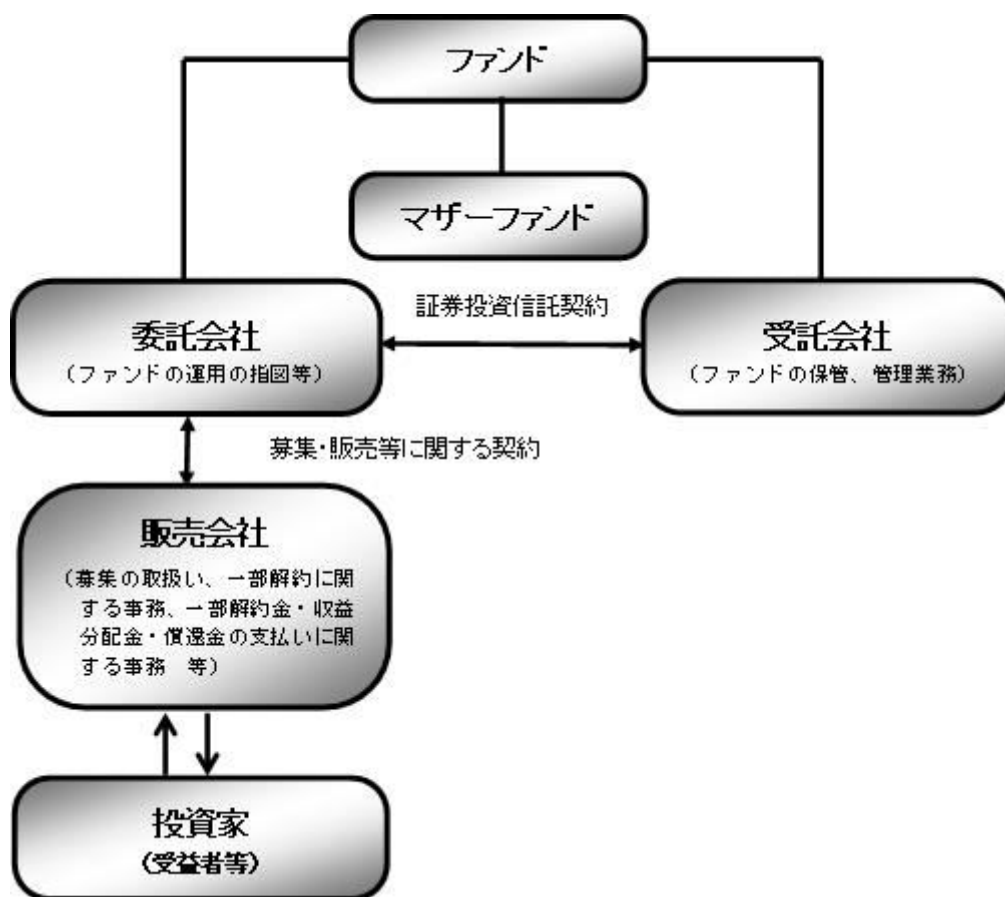 ファンド
マザーファンド
証券投資信託契約
委託会社
(ファンドの運用の指図等)
受託会社
(ファンドの保管、管理業務)
募集・販売等に関する契約
販売会社
(募集の取扱い、一部解約に関
する事務、一部解約金・収益
分配金・償還金の支払いに関
する事務　等)
投資家
(受益者等)